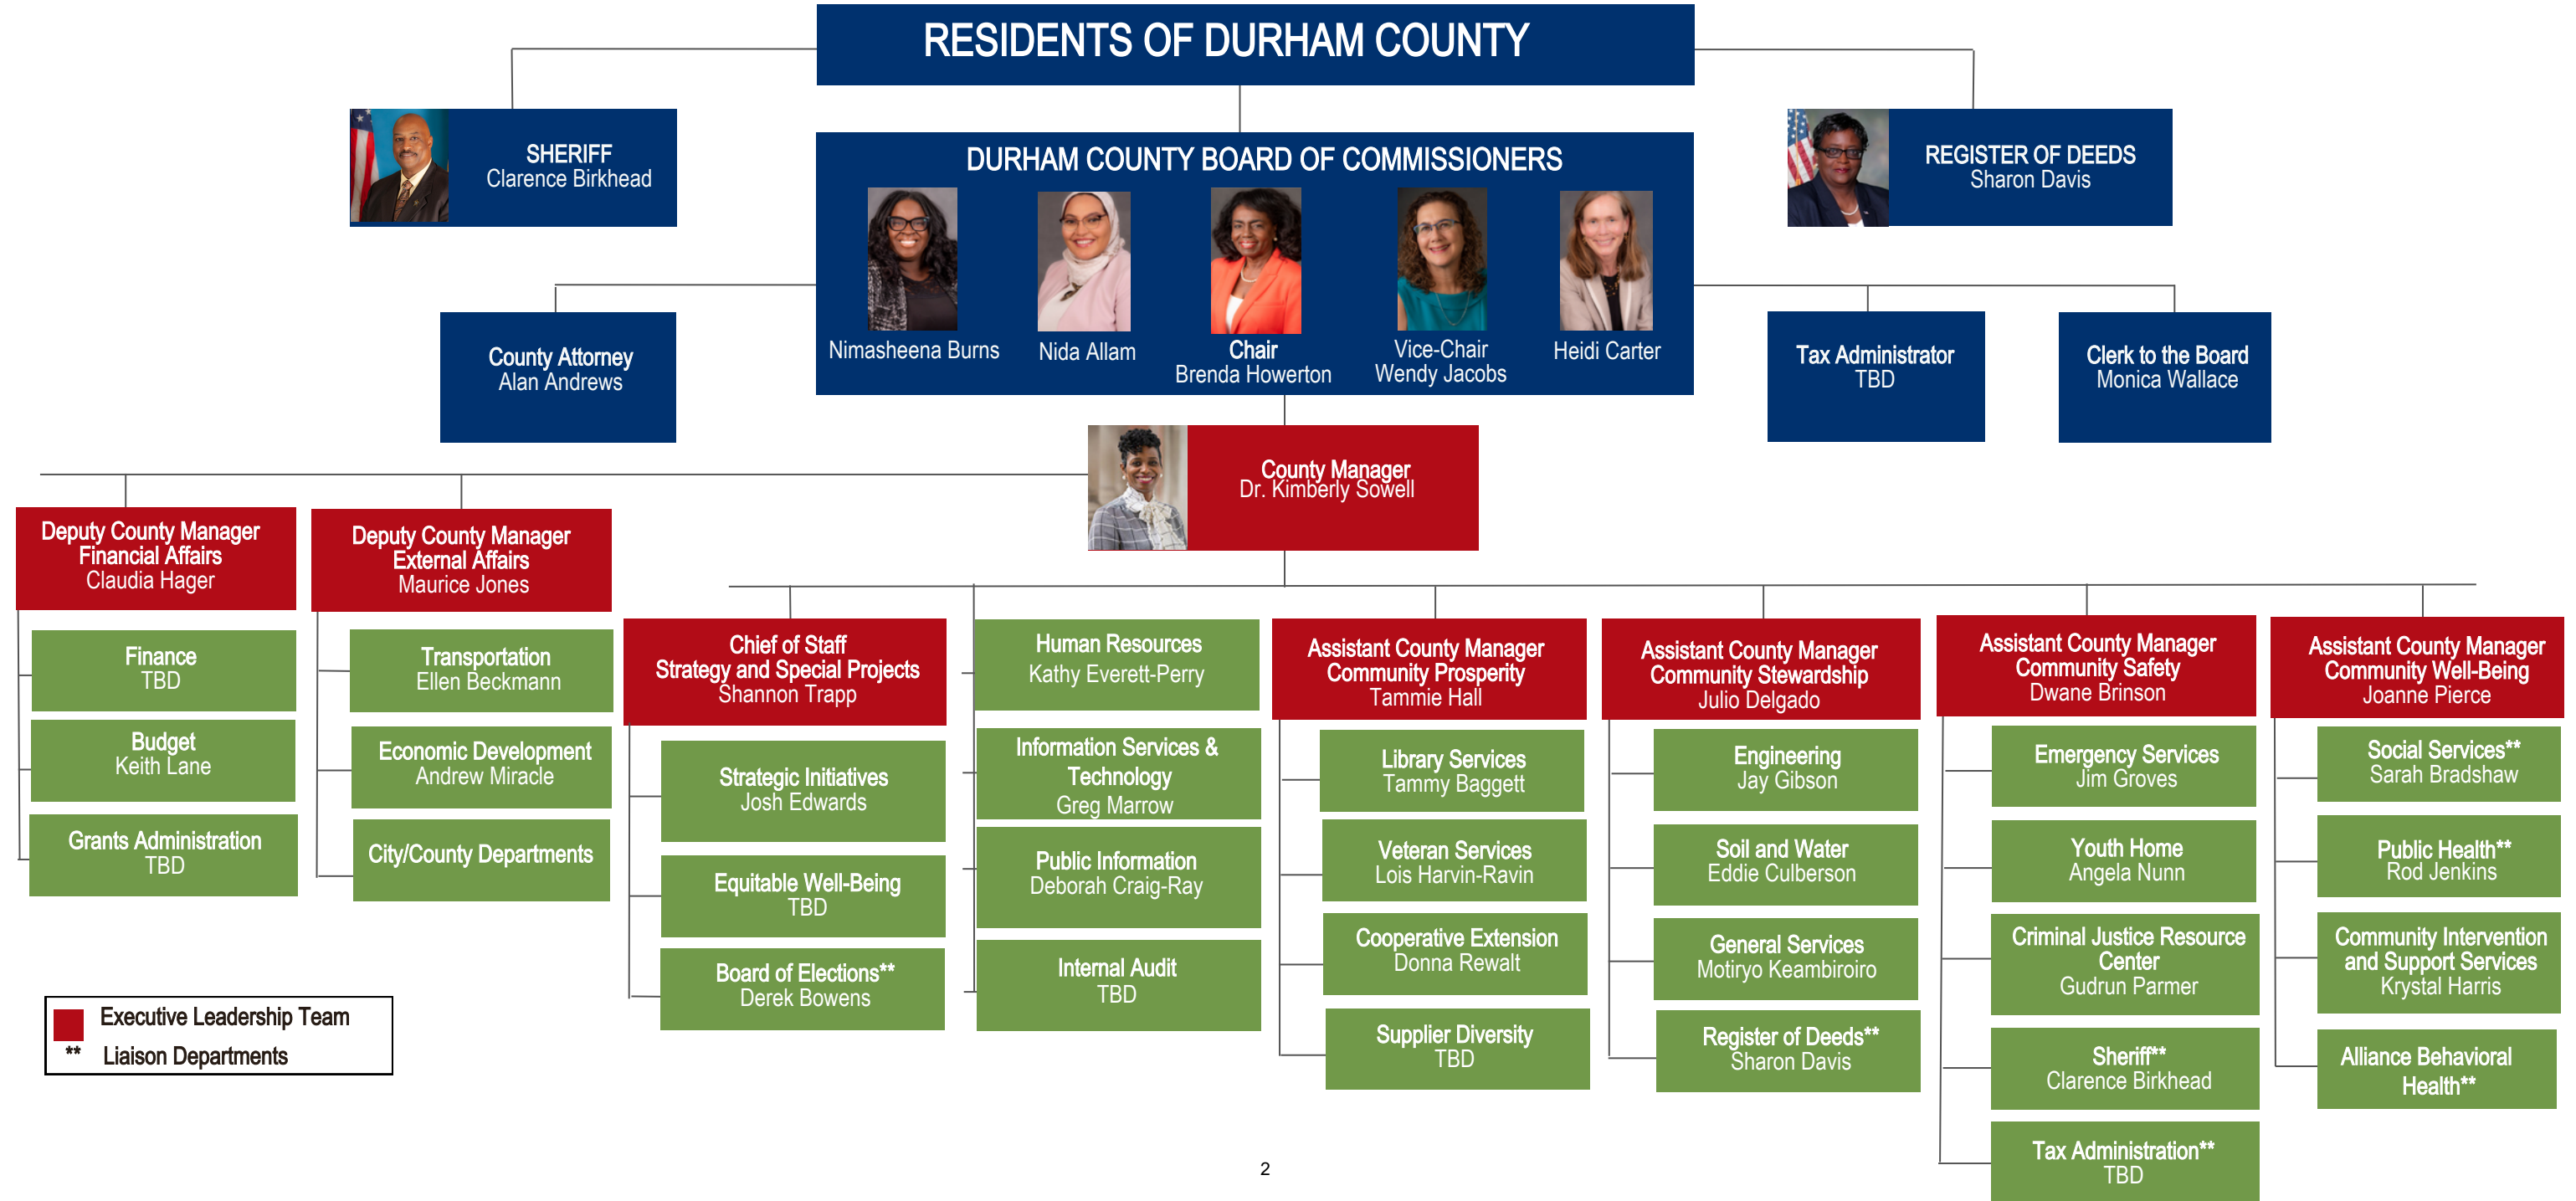 RESIDENTS OF DURHAM COUNTY
SHERIFF
Clarence Birkhead
DURHAM COUNTY BOARD OF COMMISSIONERS
Nimasheena Burns
Nida Allam
Chair
Brenda Howerton
Vice-Chair
Wendy Jacobs
Heidi Carter
REGISTER OF DEEDS
Sharon Davis
County Attorney
Alan Andrews
Tax Administrator
TBD
Clerk to the Board
Monica Wallace
County Manager
Dr. Kimberly Sowell
Deputy County Manager
Financial Affairs
Claudia Hager
Finance
TBD
Budget
Keith Lane
Grants Administration
TBD
Deputy County Manager
External Affairs
Maurice Jones
Transportation
Ellen Beckmann
Economic Development
Andrew Miracle
City/County Departments
Chief of Staff
Strategy and Special Projects
Shannon Trapp
Strategic Initiatives
Josh Edwards
Equitable Well-Being
TBD
Board of Elections**
Derek Bowens
Human Resources
Kathy Everett-Perry
Information Services &
Technology
Greg Marrow
Public Information
Deborah Craig-Ray
Internal Audit
TBD
Assistant County Manager
Community Prosperity
Tammie Hall
Library Services
Tammy Baggett
Veteran Services
Lois Harvin-Ravin
Cooperative Extension
Donna Rewalt
Supplier Diversity
TBD
Assistant County Manager
Community Stewardship
Julio Delgado
Engineering
Jay Gibson
Soil and Water
Eddie Culberson
General Services
Motiryo Keambiroiro
Register of Deeds**
Sharon Davis
Assistant County Manager
Community Safety
Dwane Brinson
Emergency Services
Jim Groves
Youth Home
Angela Nunn
Criminal Justice Resource
Center
Gudrun Parmer
Sheriff**
Clarence Birkhead
Tax Administration**
TBD
Assistant County Manager
Community Well-Being
Joanne Pierce
Social Services**
Sarah Bradshaw
Public Health**
Rod Jenkins
Community Intervention
and Support Services
Krystal Harris
Alliance Behavioral
Health**
Executive Leadership Team
** Liaison Departments
2